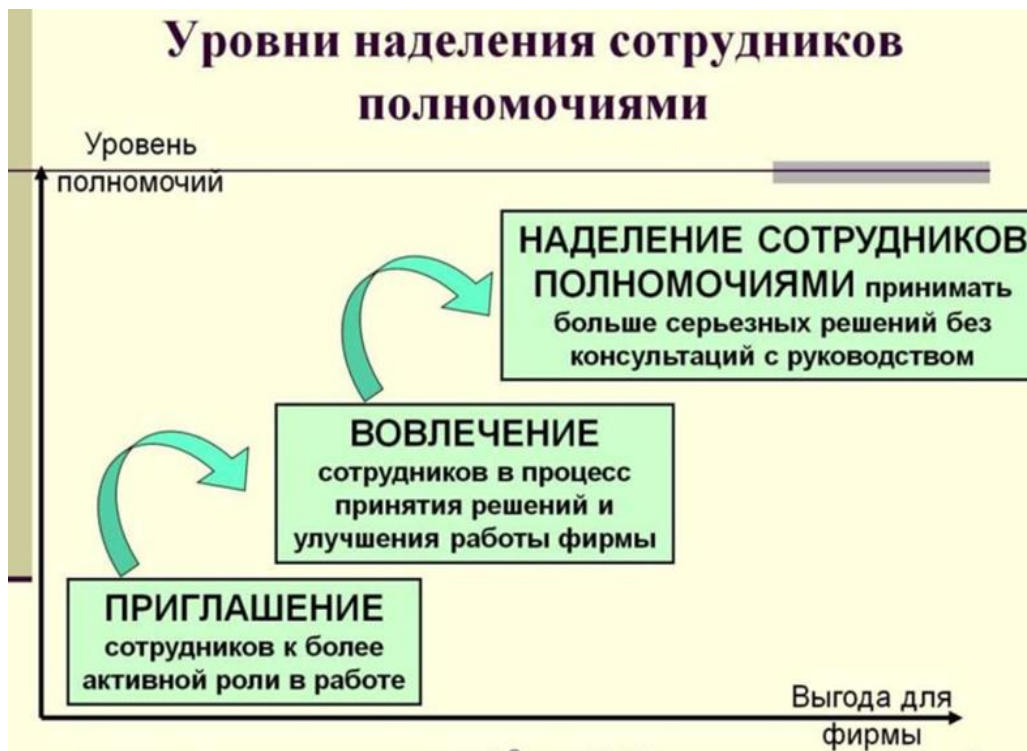 Уровни наделения сотрудников
полномочиями
Уровень
полномочий
НАДЕЛЕНИЕ СОТРУДНИКОВ
ПОЛНОМОЧИЯМИ принимать
больше серьезных решений без
консультаций с руководством
ВОВЛЕЧЕНИЕ
сотрудников в процесс
принятия решений и
улучшения работы фирмы
ПРИГЛАШЕНИЕ
сотрудников к более
активной роли в работе
Выгода для
фирмы